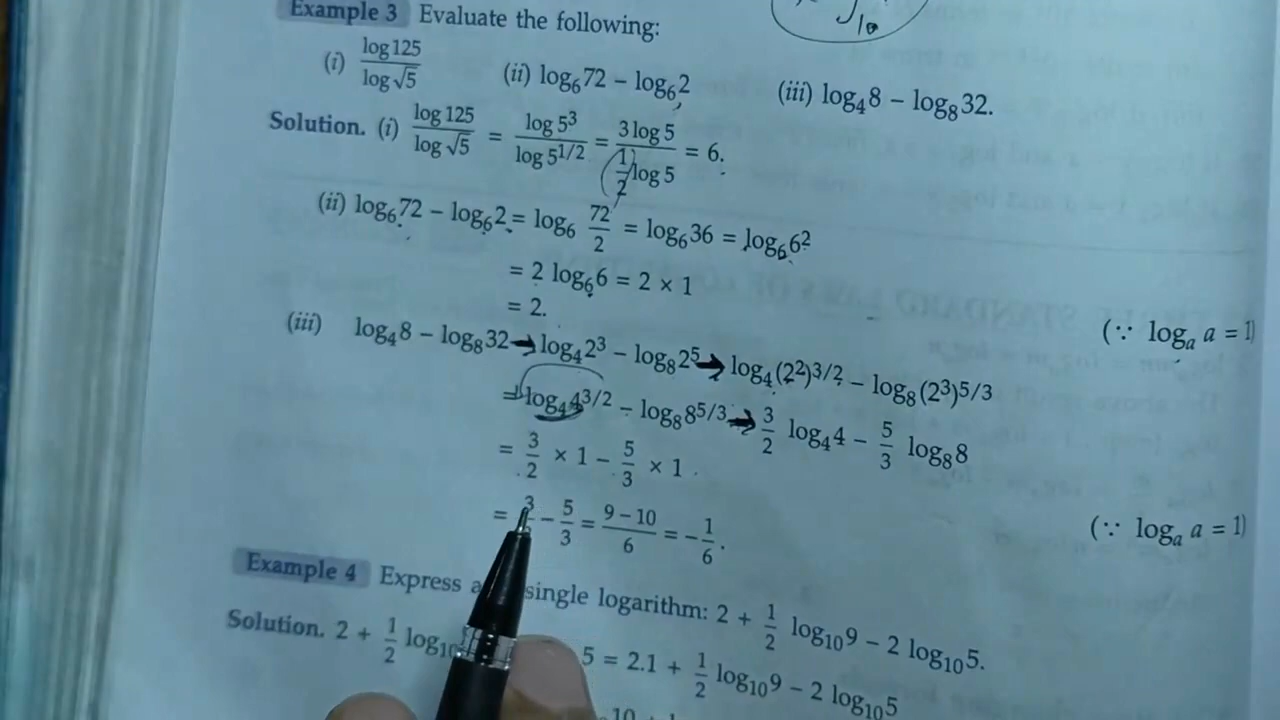 Example 3 Evaluate the following:
(i) log 125 / log √5 (ii) log₆72 − log₆2 (iii) log₄8 − log₈32.
Solution. (i) log 125 / log √5 = log 5³ / log 5^{1/2} = 3 log 5 / (1/2) log 5 = 6.
(ii) log₆72 − log₆2 = log₆ 72/2 = log₆36 = log₆6²
= 2 log₆6 = 2 × 1
= 2.
(∵ logₐ a = 1)
(iii) log₄8 − log₈32 → log₄2³ − log₈2⁵ → log₄(2²)^{3/2} − log₈(2³)^{5/3}
= log₄4^{3/2} − log₈8^{5/3} → 3/2 log₄4 − 5/3 log₈8
= 3/2 × 1 − 5/3 × 1
(∵ logₐ a = 1)
= 3/ − 5/3 = 9 − 10 / 6 = − 1/6.
Example 4 Express a single logarithm: 2 + 1/2 log₁₀9 − 2 log₁₀5.
Solution. 2 + 1/2 log₁₀ 5 = 2.1 + 1/2 log₁₀9 − 2 log₁₀5
10